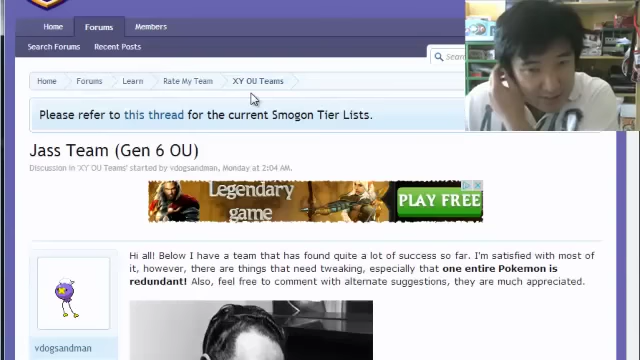 Home Forums Members
Search Forums Recent Posts
Home Forums Learn Rate My Team XY OU Teams
Please refer to this thread for the current Smogon Tier Lists.
Jass Team (Gen 6 OU)
Discussion in 'XY OU Teams' started by vdogsandman, Monday at 2:04 AM.
Legendary
game
PLAY FREE
Hi all! Below I have a team that has found quite a lot of success so far. I'm satisfied with most of
it, however, there are things that need tweaking, especially that one entire Pokemon is
redundant! Also, feel free to comment with alternate suggestions, they are much appreciated.
vdogsandman